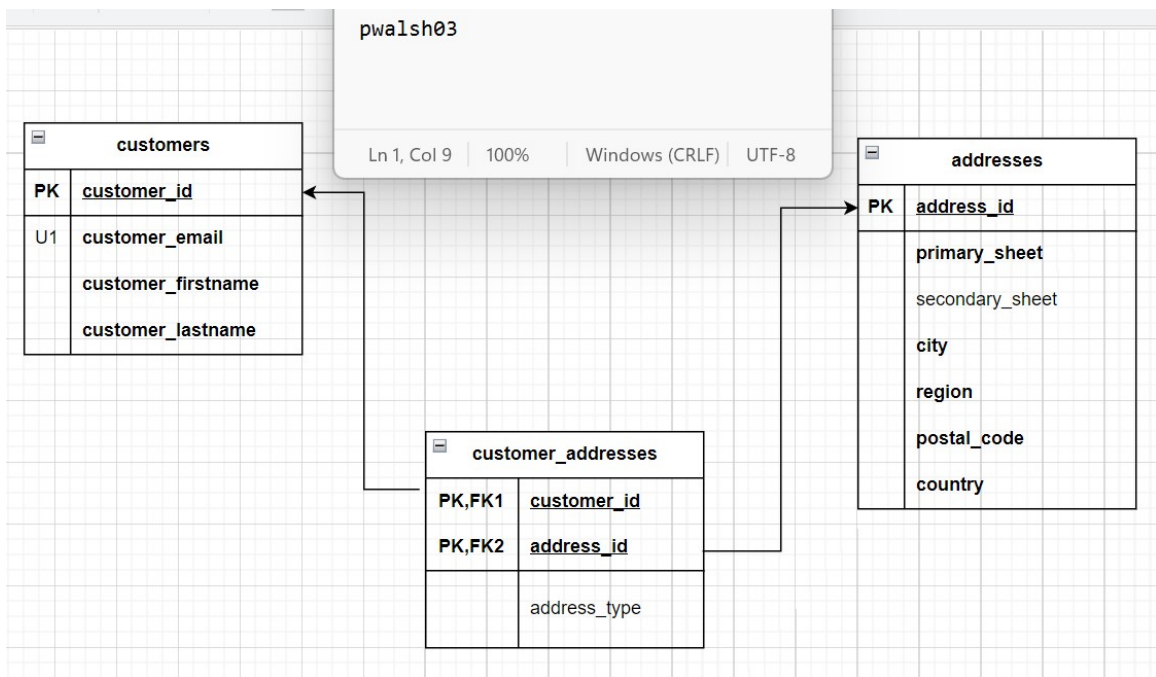 pwalsh03
Ln 1, Col 9 100% Windows (CRLF) UTF-8
customers
PK customer_id
U1 customer_email
customer_firstname
customer_lastname
addresses
PK address_id
primary_sheet
secondary_sheet
city
region
postal_code
country
customer_addresses
PK,FK1 customer_id
PK,FK2 address_id
address_type